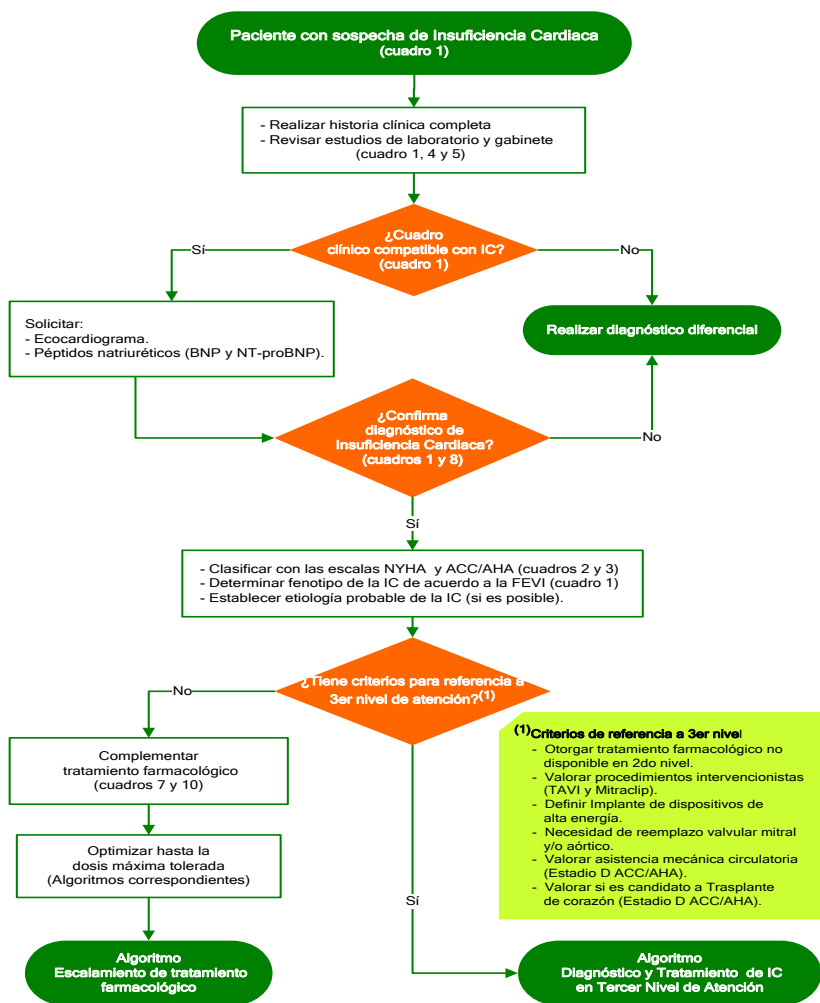 Paciente con sospecha de Insuficiencia Cardiaca
(cuadro 1)
- Realizar historia clínica completa
- Revisar estudios de laboratorio y gabinete
(cuadro 1, 4 y 5)
¿Cuadro
clínico compatible con IC?
(cuadro 1)
Sí
No
Solicitar:
- Ecocardiograma.
- Péptidos natriuréticos (BNP y NT-proBNP).
Realizar diagnóstico diferencial
¿Confirma
diagnóstico de
Insuficiencia Cardiaca?
(cuadros 1 y 8)
No
Sí
- Clasificar con las escalas NYHA y ACC/AHA (cuadros 2 y 3)
- Determinar fenotipo de la IC de acuerdo a la FEVI (cuadro 1)
- Establecer etiología probable de la IC (si es posible).
¿Tiene criterios para referencia a
3er nivel de atención?(1)
No
Complementar
tratamiento farmacológico
(cuadros 7 y 10)
Optimizar hasta la
dosis máxima tolerada
(Algoritmos correspondientes)
Algoritmo
Escalamiento de tratamiento
farmacológico
(1)Criterios de referencia a 3er nivel
- Otorgar tratamiento farmacológico no
disponible en 2do nivel.
- Valorar procedimientos intervencionistas
(TAVI y Mitraclip).
- Definir Implante de dispositivos de
alta energía.
- Necesidad de reemplazo valvular mitral
y/o aórtico.
- Valorar asistencia mecánica circulatoria
(Estadio D ACC/AHA).
- Valorar si es candidato a Trasplante
de corazón (Estadio D ACC/AHA).
Sí
Algoritmo
Diagnóstico y Tratamiento de IC
en Tercer Nivel de Atención